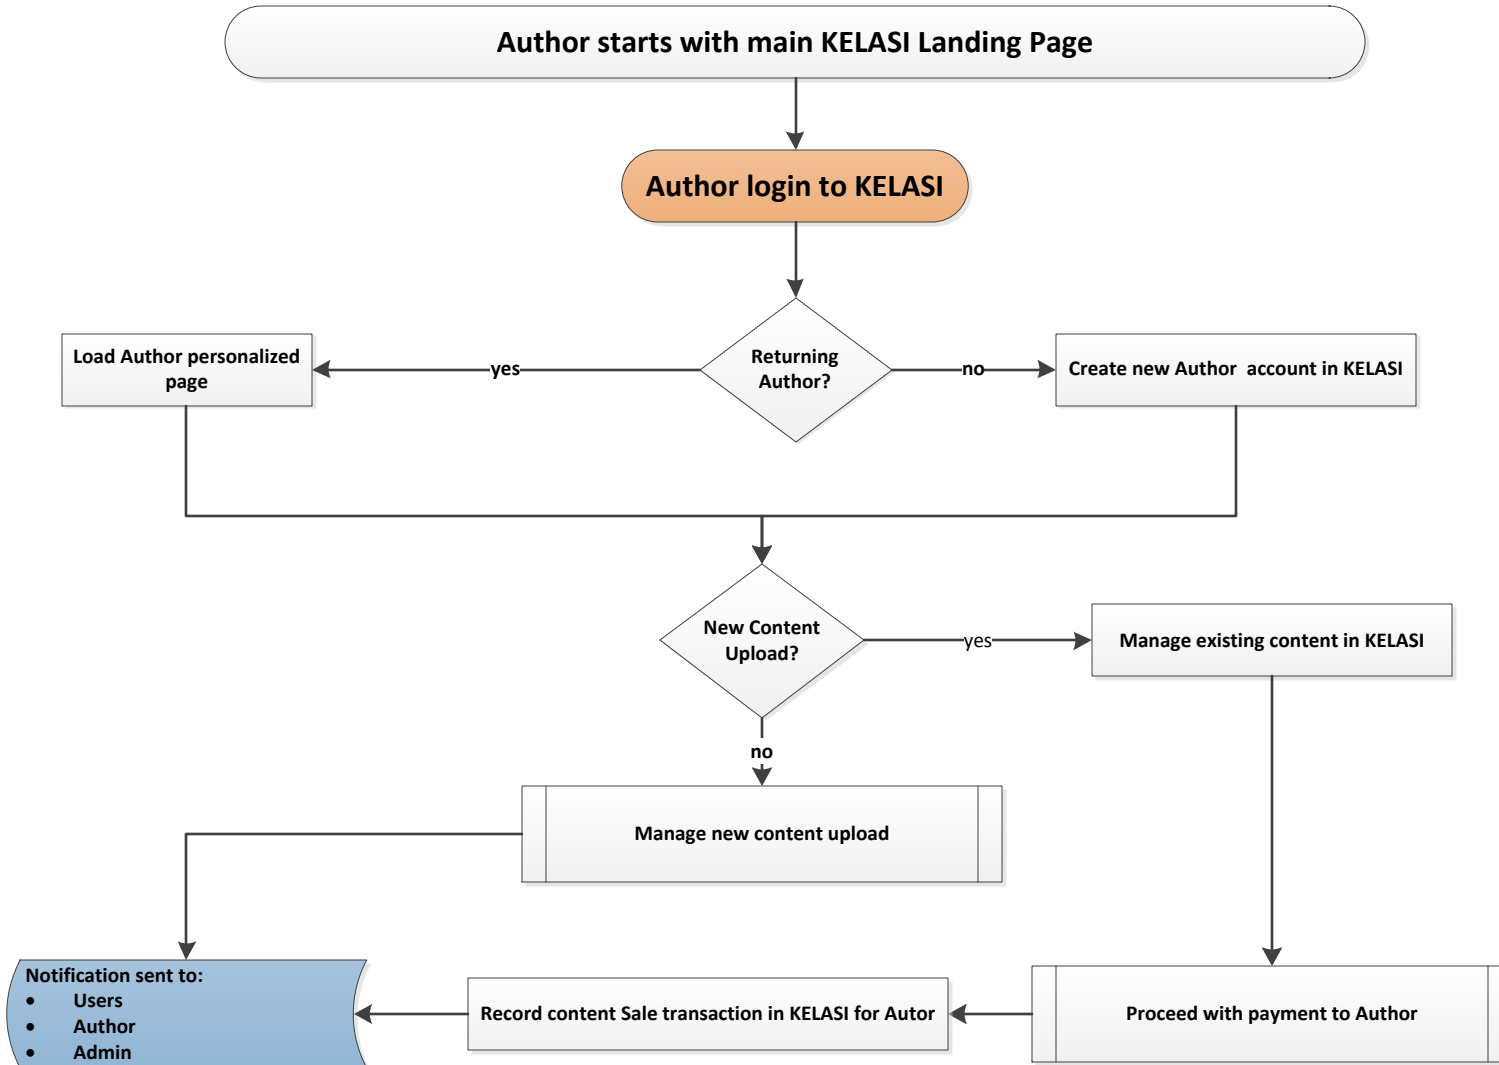 Author starts with main KELASI Landing Page
Author login to KELASI
Load Author personalized
page
yes
Returning
Author?
no
Create new Author account in KELASI
New Content
Upload?
yes
Manage existing content in KELASI
no
Manage new content upload
Notification sent to:
• Users
• Author
• Admin
Record content Sale transaction in KELASI for Autor
Proceed with payment to Author